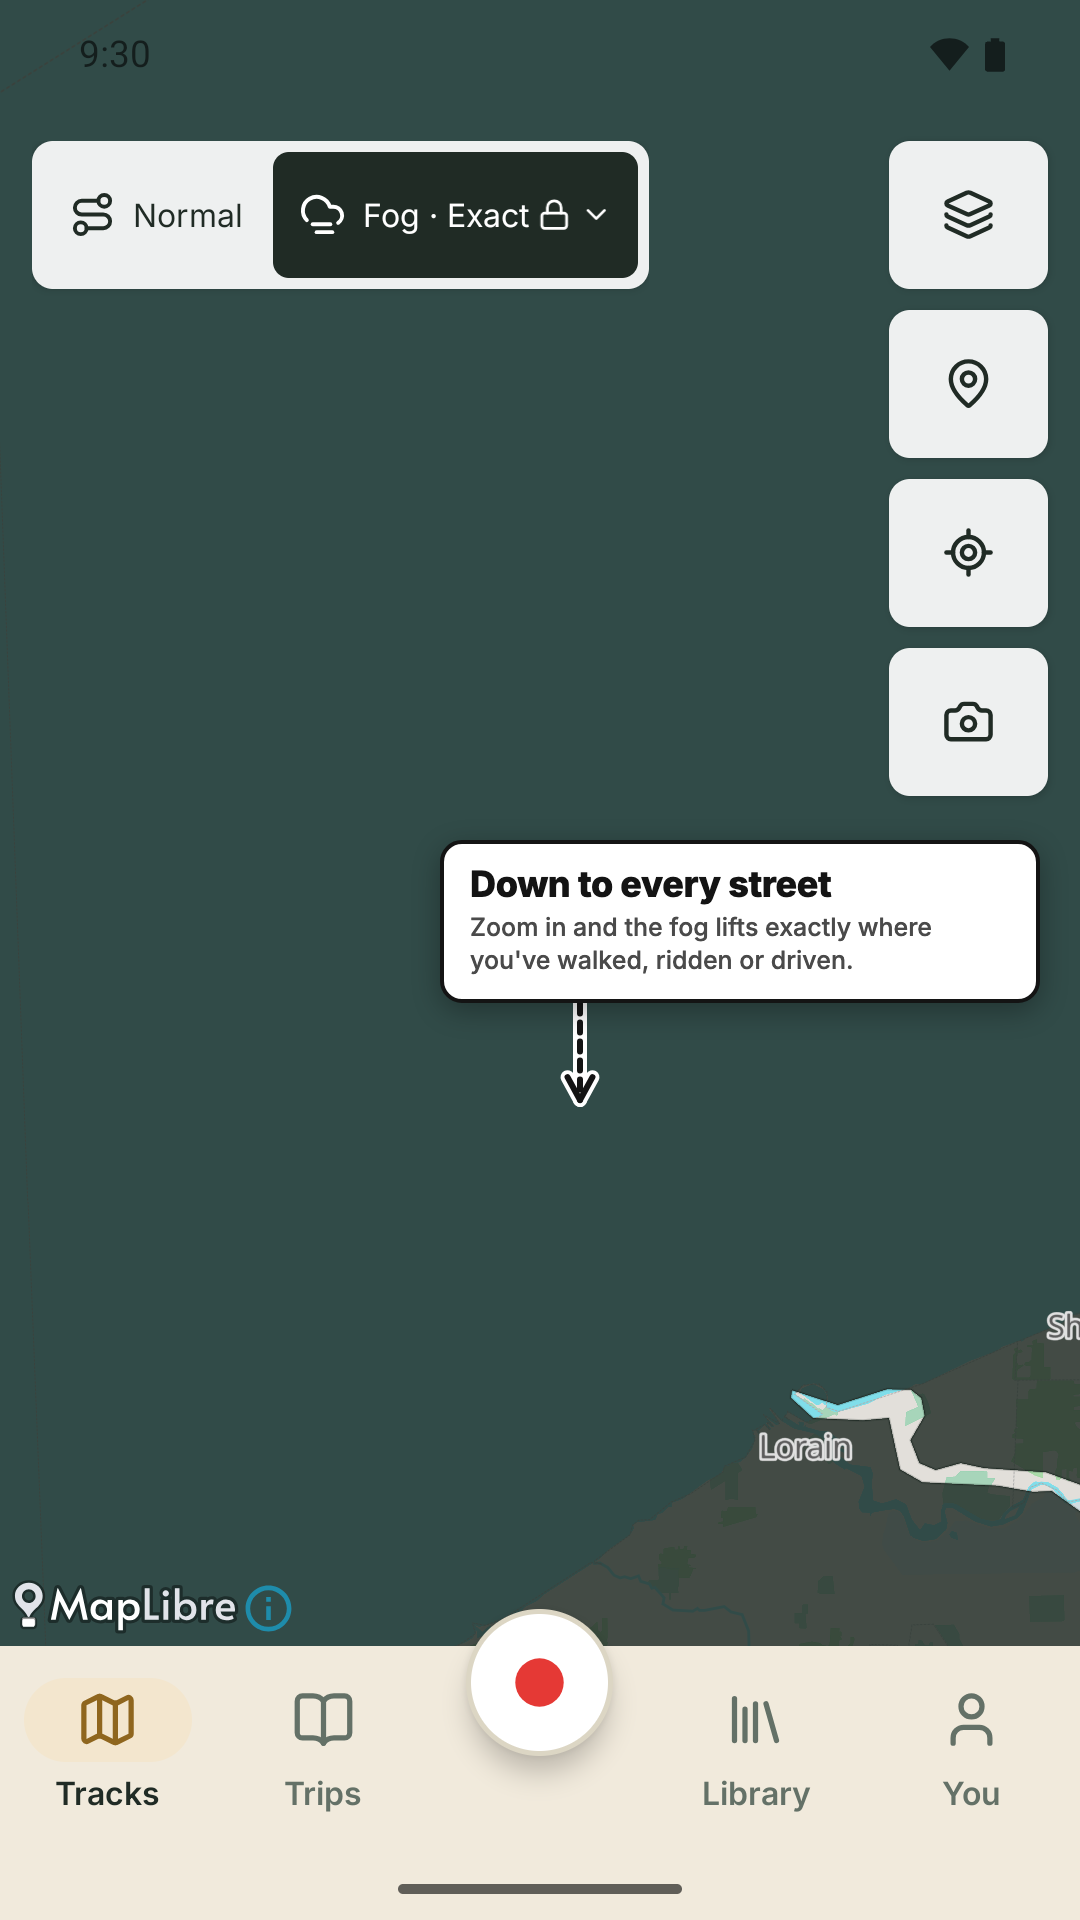 9:30
Normal
Fog · Exact
Down to every street
Zoom in and the fog lifts exactly where
you've walked, ridden or driven.
Sh
Lorain
MapLibre
Tracks
Trips
Library
You